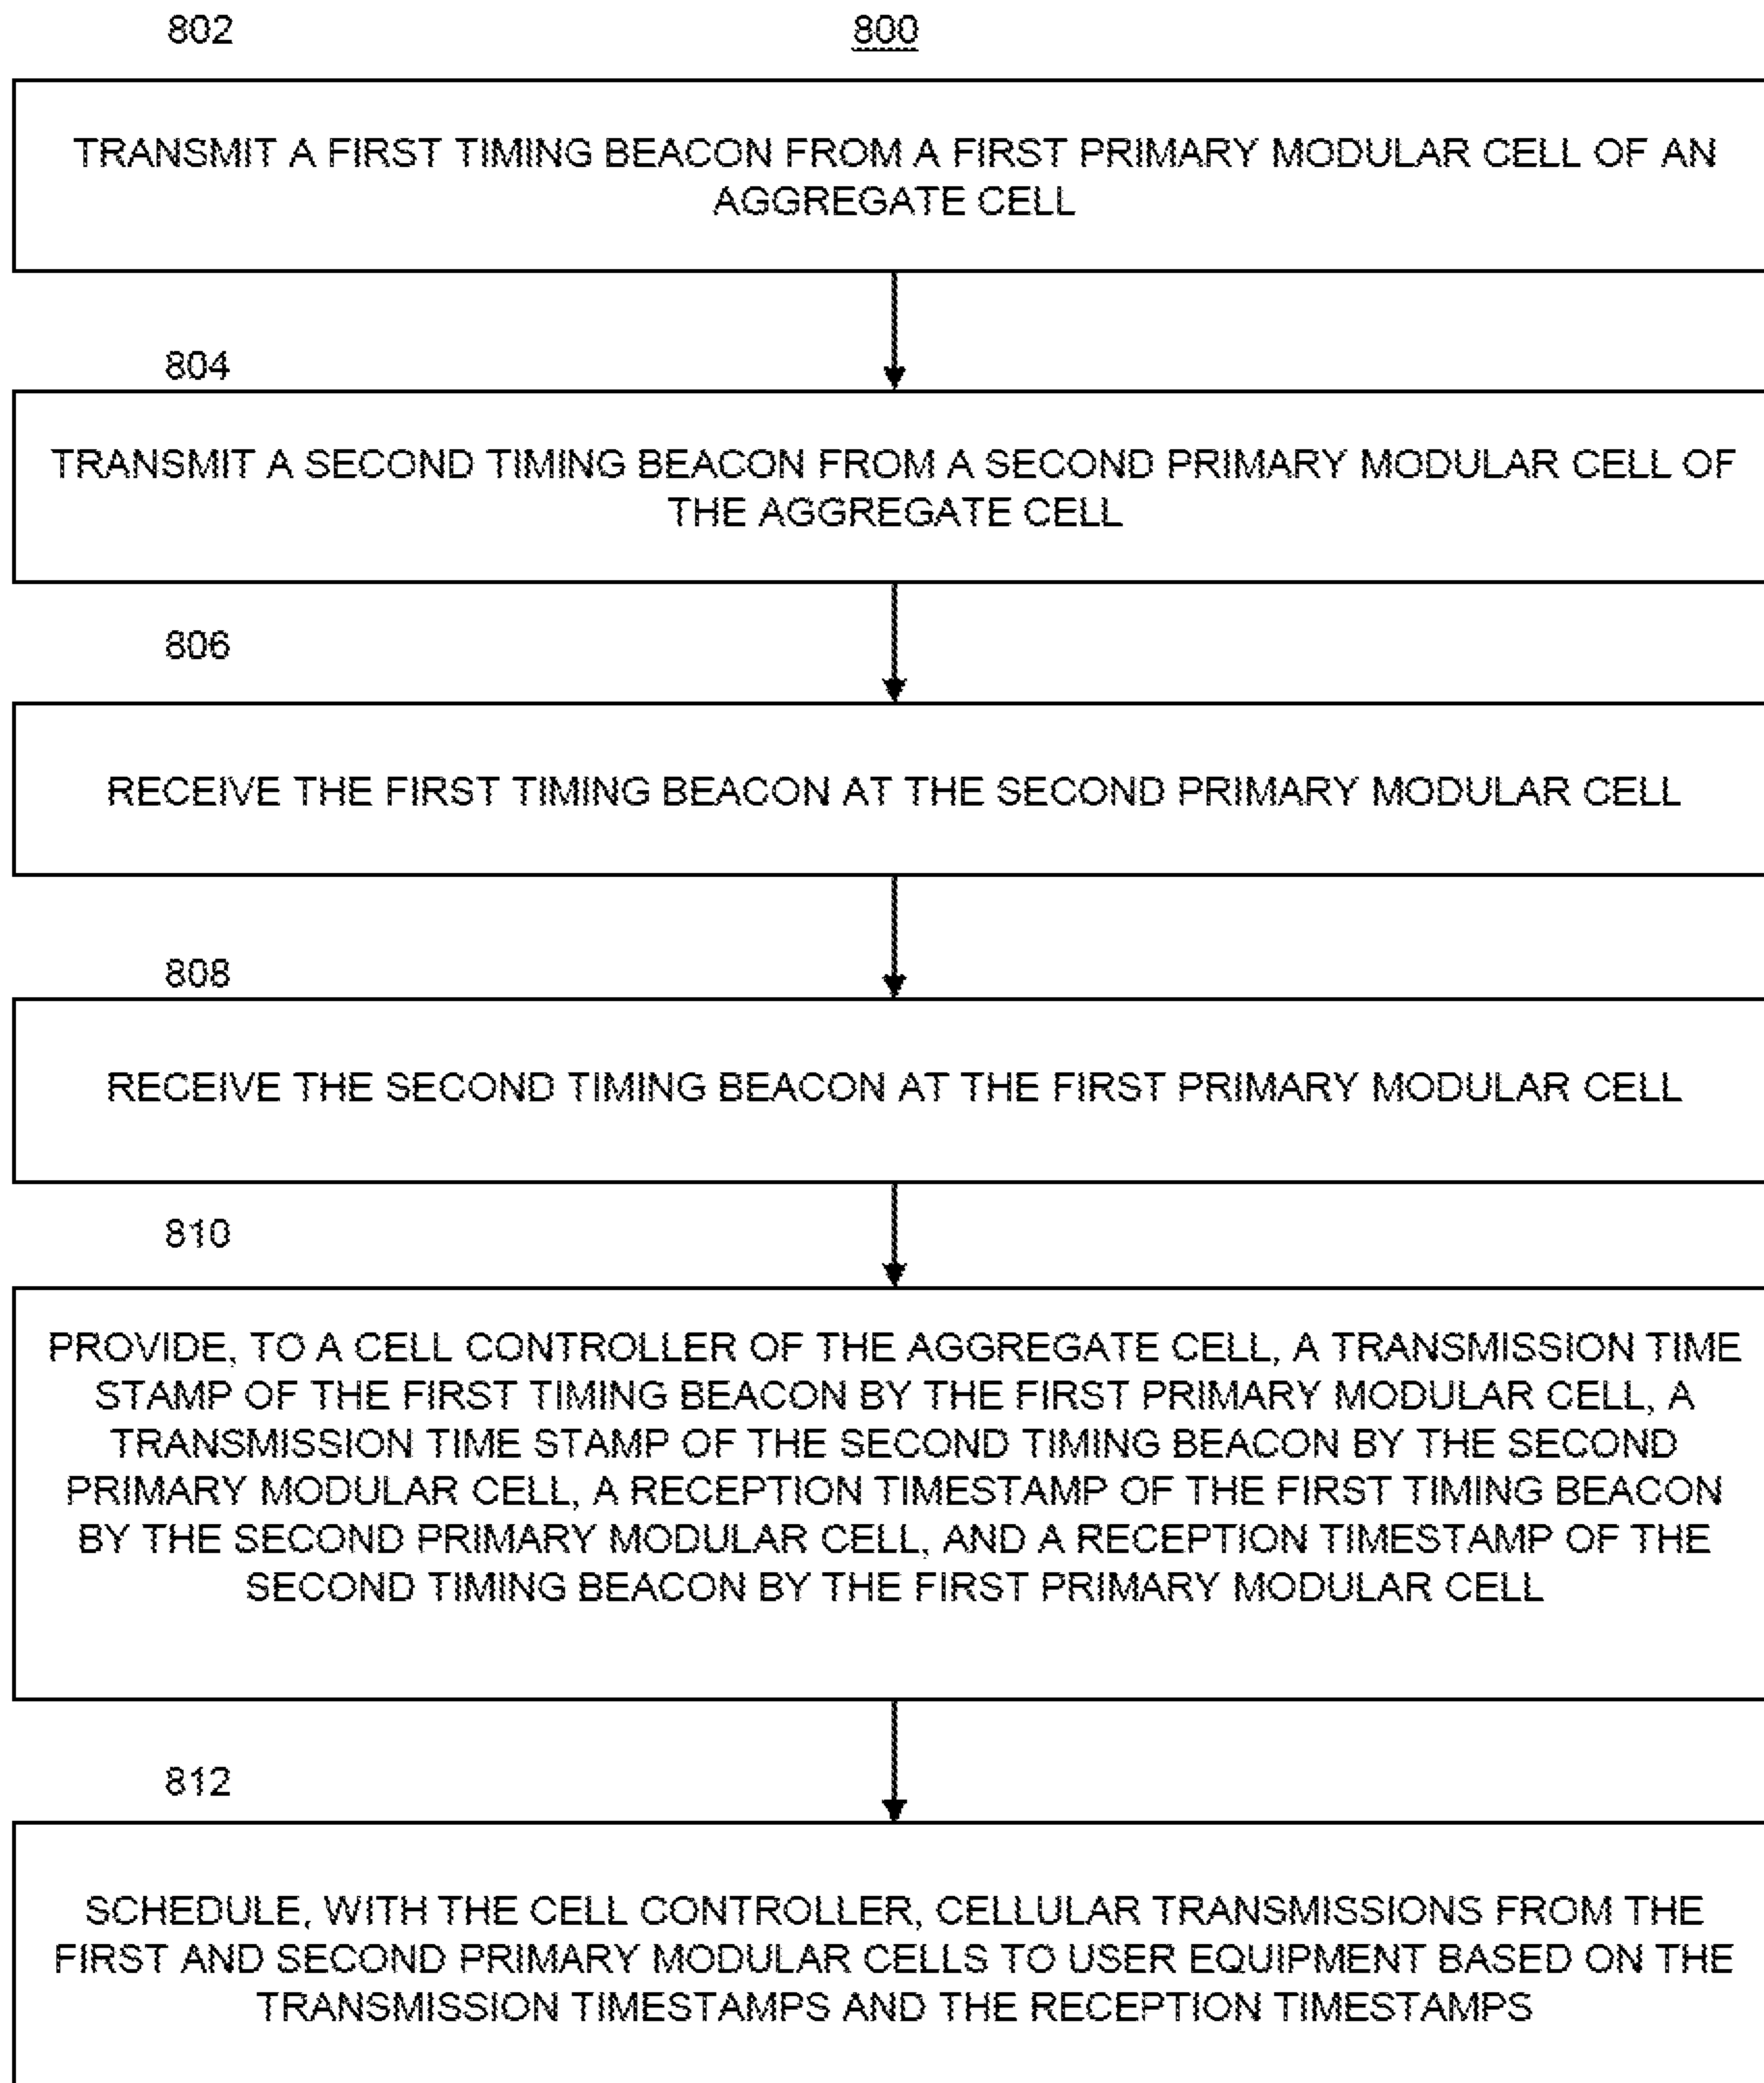 802
800
TRANSMIT A FIRST TIMING BEACON FROM A FIRST PRIMARY MODULAR CELL OF AN
AGGREGATE CELL
804
TRANSMIT A SECOND TIMING BEACON FROM A SECOND PRIMARY MODULAR CELL OF
THE AGGREGATE CELL
806
RECEIVE THE FIRST TIMING BEACON AT THE SECOND PRIMARY MODULAR CELL
808
RECEIVE THE SECOND TIMING BEACON AT THE FIRST PRIMARY MODULAR CELL
810
PROVIDE, TO A CELL CONTROLLER OF THE AGGREGATE CELL, A TRANSMISSION TIME
STAMP OF THE FIRST TIMING BEACON BY THE FIRST PRIMARY MODULAR CELL, A
TRANSMISSION TIME STAMP OF THE SECOND TIMING BEACON BY THE SECOND
PRIMARY MODULAR CELL, A RECEPTION TIMESTAMP OF THE FIRST TIMING BEACON
BY THE SECOND PRIMARY MODULAR CELL, AND A RECEPTION TIMESTAMP OF THE
SECOND TIMING BEACON BY THE FIRST PRIMARY MODULAR CELL
812
SCHEDULE, WITH THE CELL CONTROLLER, CELLULAR TRANSMISSIONS FROM THE
FIRST AND SECOND PRIMARY MODULAR CELLS TO USER EQUIPMENT BASED ON THE
TRANSMISSION TIMESTAMPS AND THE RECEPTION TIMESTAMPS